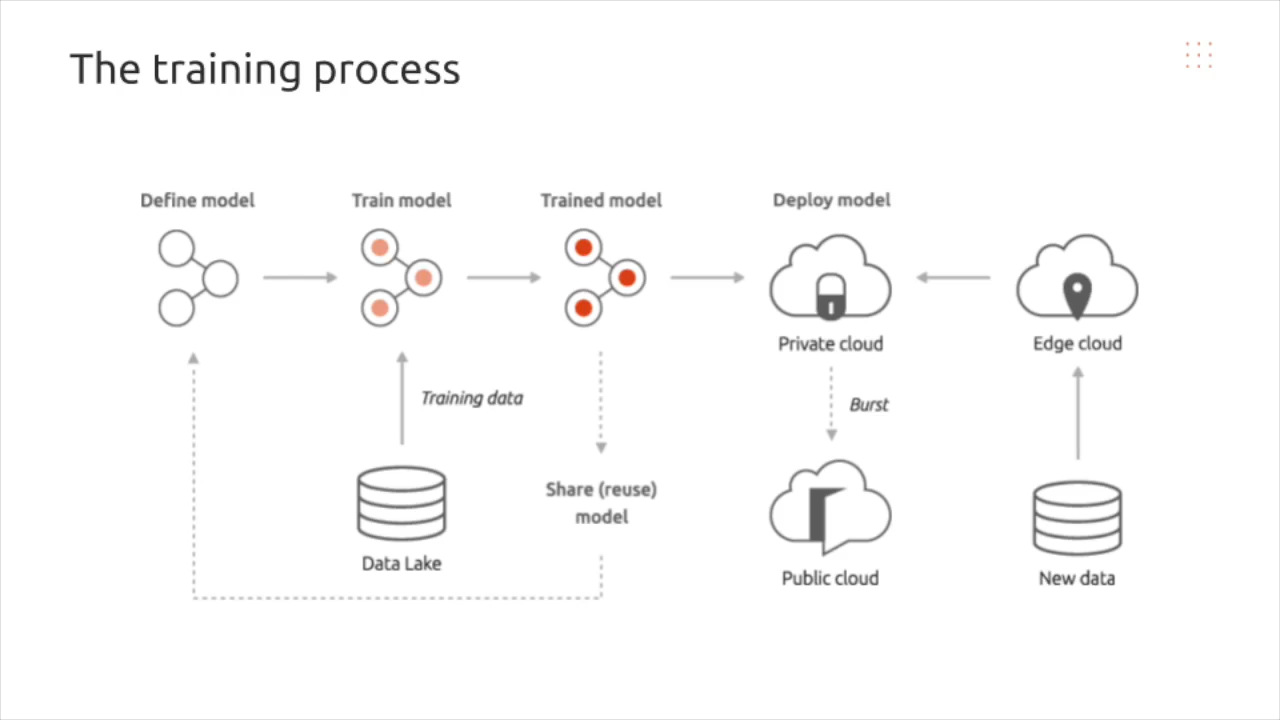 The training process
Define model
Train model
Trained model
Deploy model
Private cloud
Edge cloud
Training data
Burst
Share (reuse)
model
Data Lake
Public cloud
New data